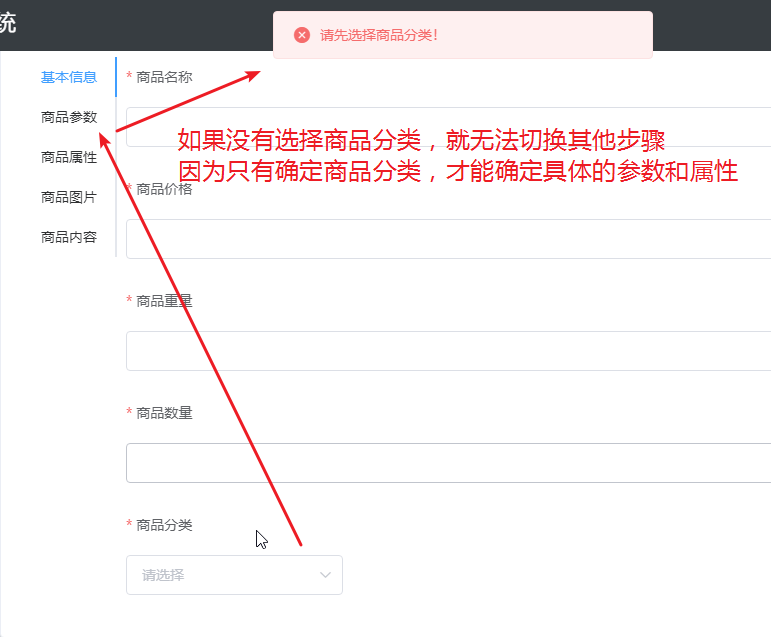 统
请先选择商品分类！
基本信息
* 商品名称
商品参数
如果没有选择商品分类，就无法切换其他步骤
商品属性
因为只有确定商品分类，才能确定具体的参数和属性
* 商品价格
商品图片
商品内容
* 商品重量
* 商品数量
* 商品分类
请选择